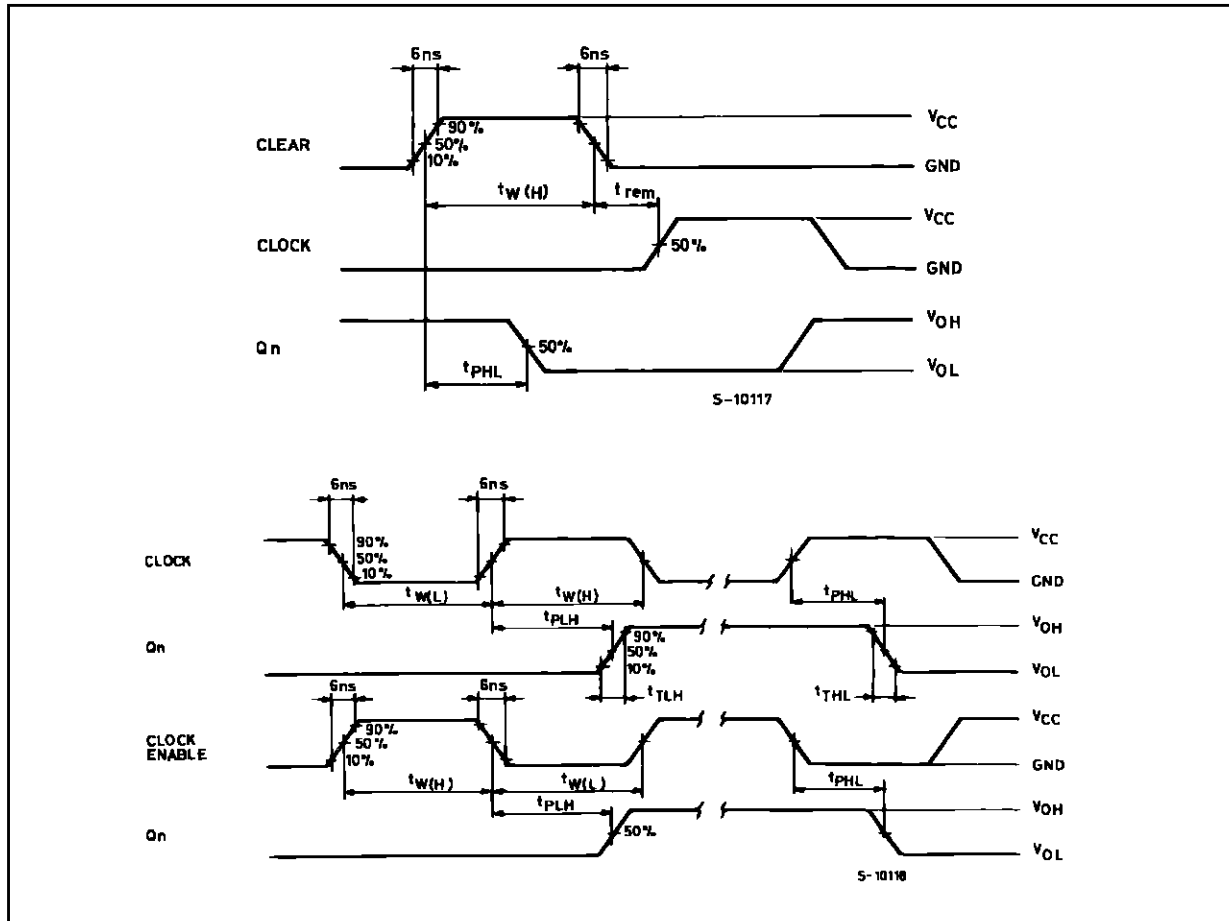 6ns 6ns
CLEAR 90% VCC
50%
10% GND
tW(H) trem
VCC
CLOCK 50%
GND
VOH
Qn 50%
tPHL VOL
S-10117
6ns 6ns
90% VCC
CLOCK 50%
10% GND
tW(L) tW(H) tPHL
tPLH VOH
Qn 90%
50%
10% VOL
6ns 6ns tTLH tTHL
VCC
CLOCK ENABLE 90%
50%
10% GND
tW(H) tW(L) tPHL
tPLH VOH
Qn 50%
VOL
S-10118